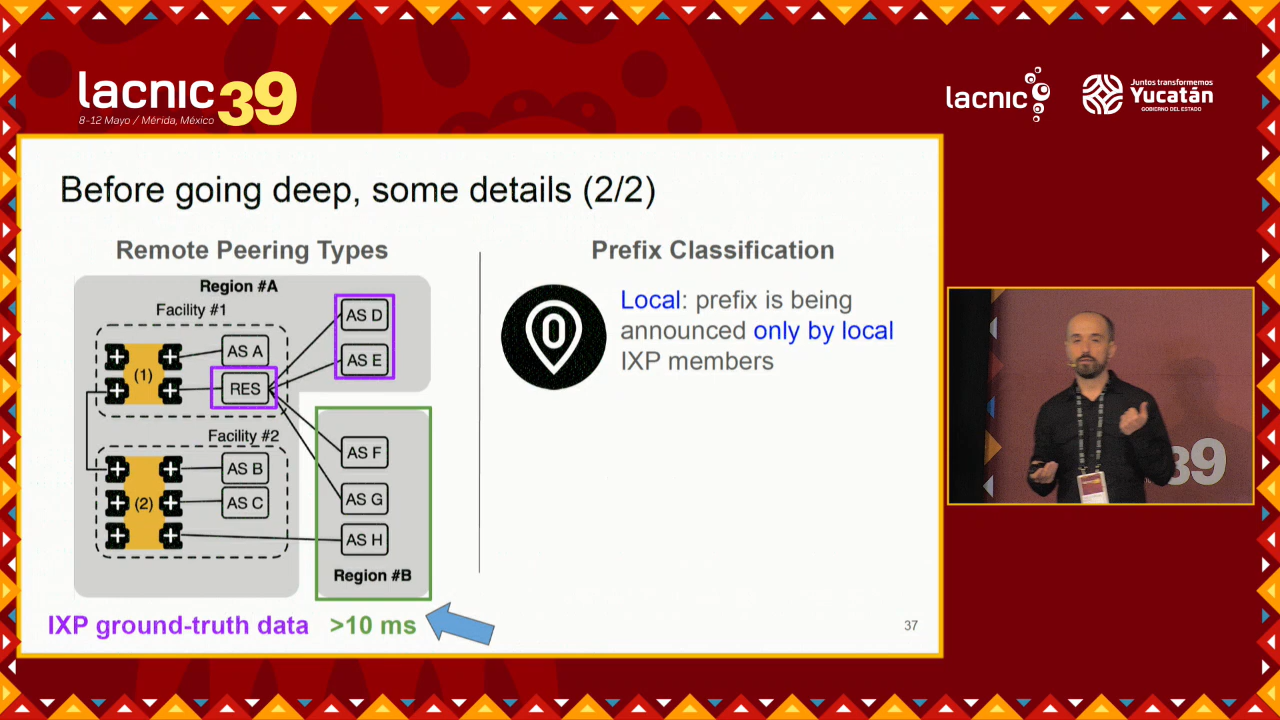 lacnic 39
8-12 Mayo / Mérida, México
lacnic
Juntos transformemos
Yucatán
GOBIERNO DEL ESTADO
Before going deep, some details (2/2)
Remote Peering Types
Region #A
Facility #1
(1)
AS A
RES
AS D
AS E
Facility #2
(2)
AS B
AS C
AS F
AS G
AS H
Region #B
IXP ground-truth data
>10 ms
Prefix Classification
Local: prefix is being
announced only by local
IXP members
37
39